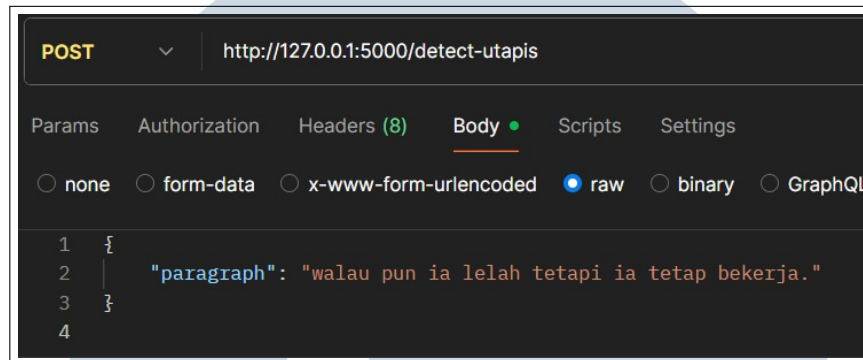 POST http://127.0.0.1:5000/detect-utapis
Params Authorization Headers (8) Body Scripts Settings
none form-data x-www-form-urlencoded raw binary GraphQL
1 {
2 "paragraph": "walau pun ia lelah tetapi ia tetap bekerja."
3 }
4